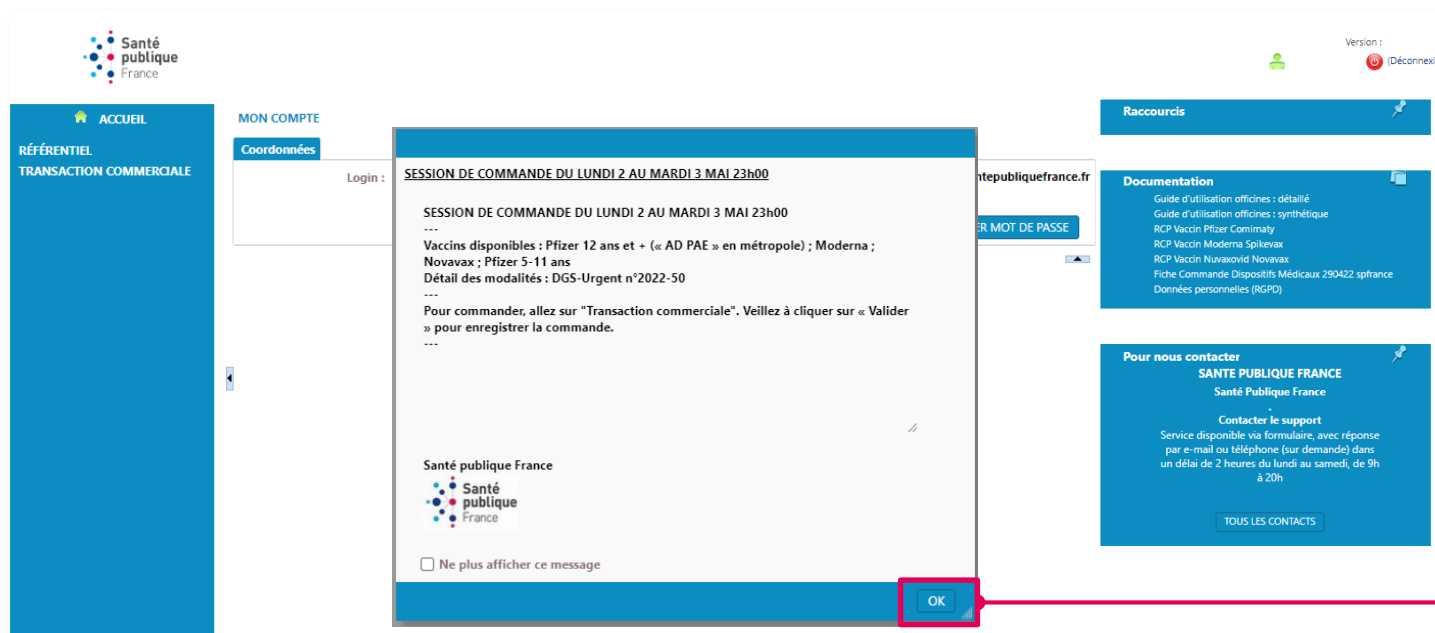 Santé
publique
France
Version :
(Déconnexi
ACCUEIL
RÉFÉRENTIEL
TRANSACTION COMMERCIALE
MON COMPTE
Coordonnées
Login :
ntepubliquefrance.fr
ER MOT DE PASSE
SESSION DE COMMANDE DU LUNDI 2 AU MARDI 3 MAI 23h00
SESSION DE COMMANDE DU LUNDI 2 AU MARDI 3 MAI 23h00
---
Vaccins disponibles : Pfizer 12 ans et + (« AD PAE » en métropole) ; Moderna ;
Novavax ; Pfizer 5-11 ans
Détail des modalités : DGS-Urgent n°2022-50
---
Pour commander, allez sur "Transaction commerciale". Veillez à cliquer sur « Valider
» pour enregistrer la commande.
---
Santé publique France
Santé
publique
France
Ne plus afficher ce message
OK
Raccourcis
Documentation
Guide d'utilisation officines : détaillé
Guide d'utilisation officines : synthétique
RCP Vaccin Pfizer Comirnaty
RCP Vaccin Moderna Spikevax
RCP Vaccin Nuvaxovid Novavax
Fiche Commande Dispositifs Médicaux 290422 spfrance
Données personnelles (RGPD)
Pour nous contacter
SANTE PUBLIQUE FRANCE
Santé Publique France
.
Contacter le support
Service disponible via formulaire, avec réponse
par e-mail ou téléphone (sur demande) dans
un délai de 2 heures du lundi au samedi, de 9h
à 20h
TOUS LES CONTACTS